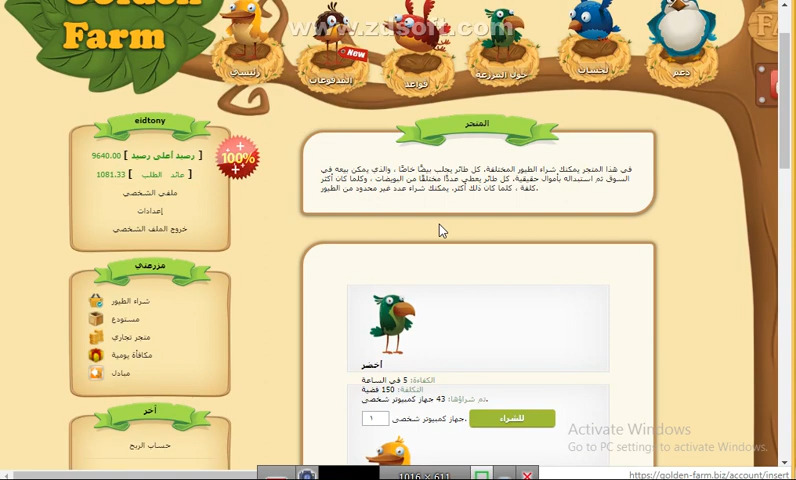 Golden
Farm
www.zdsoft.com
رئيسي
المدفوعات
New
قواعد
حول المزرعة
الحساب
دعم
eidtony
[ رصيد أعلى رصيد ] 9640.00
[ عائد الطلب ] 1081.33
ملفي الشخصي
إعدادات
خروج الملف الشخصي
100%
مزرعتي
شراء الطيور
مستودع
متجر تجاري
مكافأة يومية
مبادل
آخر
حساب الربح
المتجر
في هذا المتجر يمكنك شراء الطيور المختلفة. كل طائر يجلب بيضًا خاصًا ، والذي يمكن بيعه في
السوق ثم استبداله بأموال حقيقية. كل طائر يعطي عددًا مختلفًا من البويضات ، وكلما كان أكثر
كلفة ، كلما كان ذلك أكثر. يمكنك شراء عدد غير محدود من الطيور.
أخضر
الكفاءة: 5 في الساعة
التكلفة: 150 فضية
تم شراؤها: 43 جهاز كمبيوتر شخصي.
١ جهاز كمبيوتر شخصي.
للشراء
Activate Windows
Go to PC settings to activate Windows.
1016 × 611
https://golden-farm.biz/account/insert